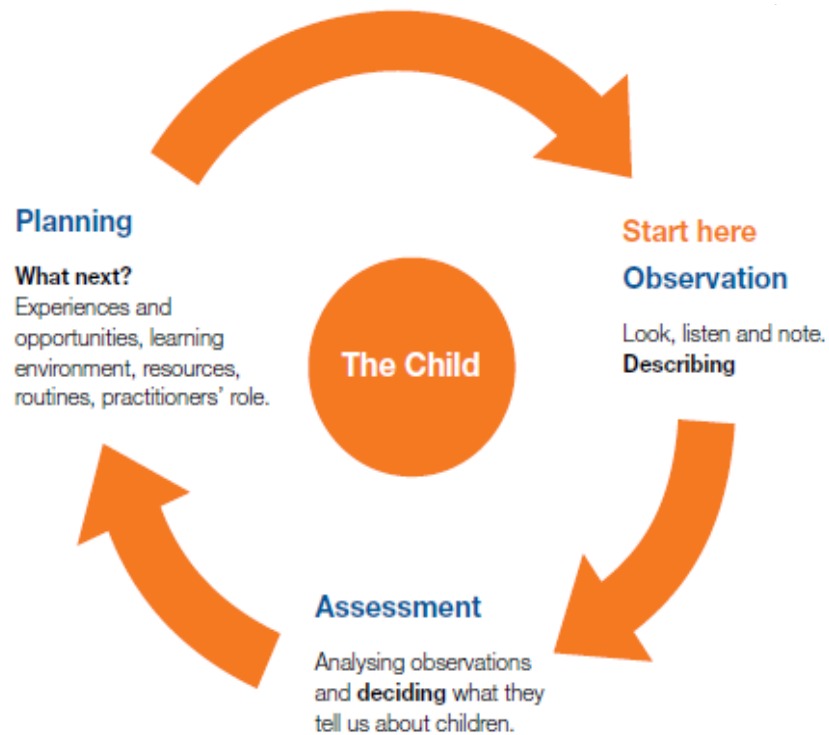 Planning
What next?
Experiences and
opportunities, learning
environment, resources,
routines, practitioners’ role.
The Child
Start here
Observation
Look, listen and note.
Describing
Assessment
Analysing observations
and deciding what they
tell us about children.